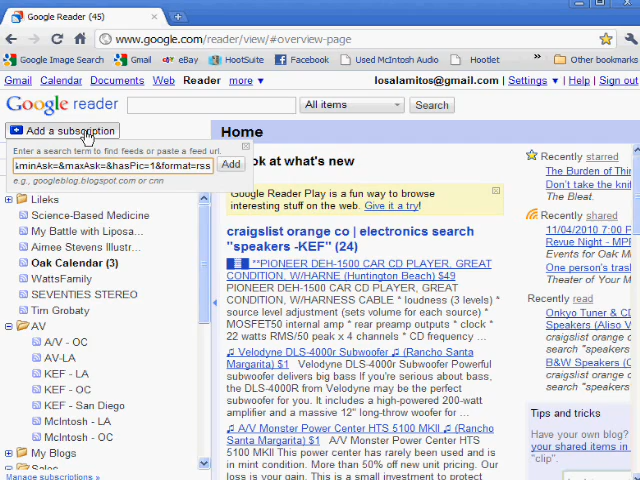 Google Reader (45)
www.google.com/reader/view/#overview-page
Google Image Search
Gmail
eBay
HootSuite
Facebook
Used McIntosh Audio
Hootlet
»
Other bookmarks
Gmail Calendar Documents Web Reader more ▼
losalamitos@gmail.com | Settings ▼ | Help | Sign out
Google reader
All items
Search
Add a subscription
Enter a search term to find feeds or paste a feed url.
minAsk=&maxAsk=&hasPic=1&format=rss
Add
e.g., googleblog.blogspot.com or cnn
Lileks
Science-Based Medicine
My Battle with Liposa...
Aimee Stevens Illustr...
Oak Calendar (3)
WattsFamily
SEVENTIES STEREO
Tim Grobaty
AV
A/V - OC
AV-LA
KEF - LA
KEF - OC
KEF - San Diego
McIntosh - LA
McIntosh - OC
My Blogs
Sales
Manage subscriptions »
Home
ok at what's new
Google Reader Play is a fun way to browse
interesting stuff on the web. Give it a try!
craigslist orange co | electronics search
"speakers -KEF" (24)
**PIONEER DEH-1500 CAR CD PLAYER, GREAT
CONDITION, W/HARNE (Huntington Beach) $49
PIONEER DEH-1500 CAR CD PLAYER, GREAT
CONDITION, W/HARNESS CABLE * loudness (3 levels) *
source level adjustment (sets volume for each source) *
MOSFET50 internal amp * rear preamp outputs * clock *
22 watts RMS/50 peak x 4 channels * CD frequency ...
♫ Velodyne DLS-4000r Subwoofer ♫ (Rancho Santa
Margarita) $1 Velodyne DLS-4000r Subwoofer Powerful
subwoofer delivers big bass If you're serious about bass,
the DLS-4000R from Velodyne may be the perfect
subwoofer for you. It includes a high-powered 200-watt
amplifier and a massive 12" long-throw woofer for ...
♫ A/V Monster Power Center HTS 5100 MKII ♫ (Rancho
Santa Margarita) $1 A/V Monster Power Center HTS
5100 MKII This power center has rarely been used and is
in mint condition. More than 50% off new unit pricing. Our
loss is your gain. This is a small investment to protect
Recently starred
The Burden of Thin
Don't take the knit
The Beat.
Recently shared
11/04/2010 7:00 P
Revue Night - MPF
Events for Oak M
One person's tras
Theater of Your M
Recently read
Onkyo Tuner & CD
Speakers (Aliso V
craigslist orange c
search "speakers
B&W Speakers (C
craigslist orange c
search "speakers
Tips and tricks
Have your own blog?
your shared items in
"clip".